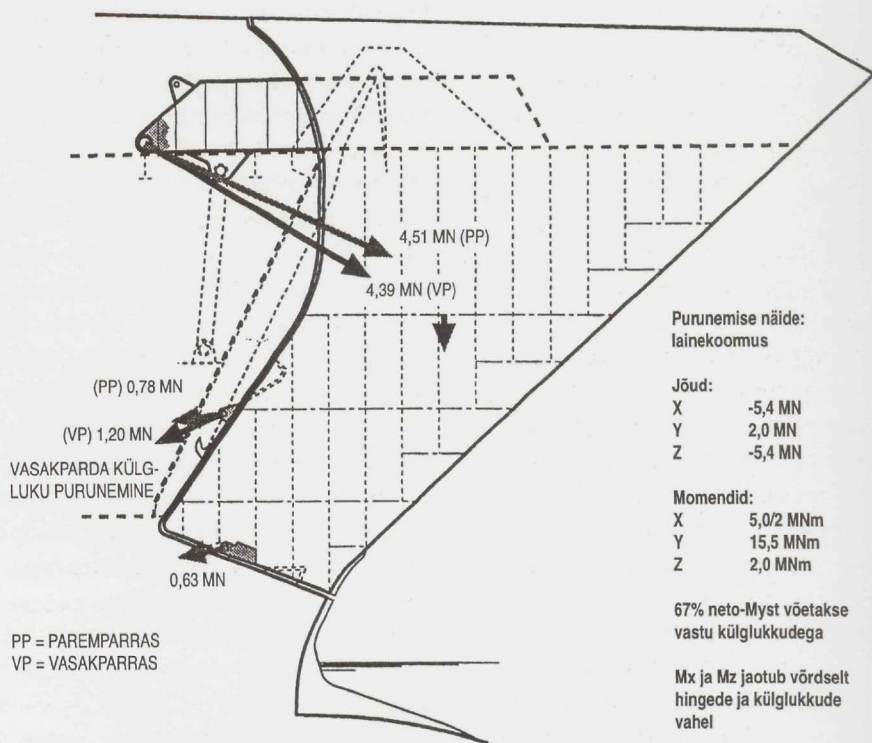 4,51 MN (PP)
4,39 MN (VP)
(PP) 0,78 MN
(VP) 1,20 MN
VASAKPARDA KÜLG-
LUKU PURUNEMINE
0,63 MN
PP = PAREMPARRAS
VP = VASAKPARRAS
Purunemise näide:
lainekoormus
Jõud:
X -5,4 MN
Y 2,0 MN
Z -5,4 MN
Momendid:
X 5,0/2 MNm
Y 15,5 MNm
Z 2,0 MNm
67% neto-Myst võetakse
vastu külglukkudega
Mx ja Mz jaotub võrdselt
hingede ja külglukkude
vahel